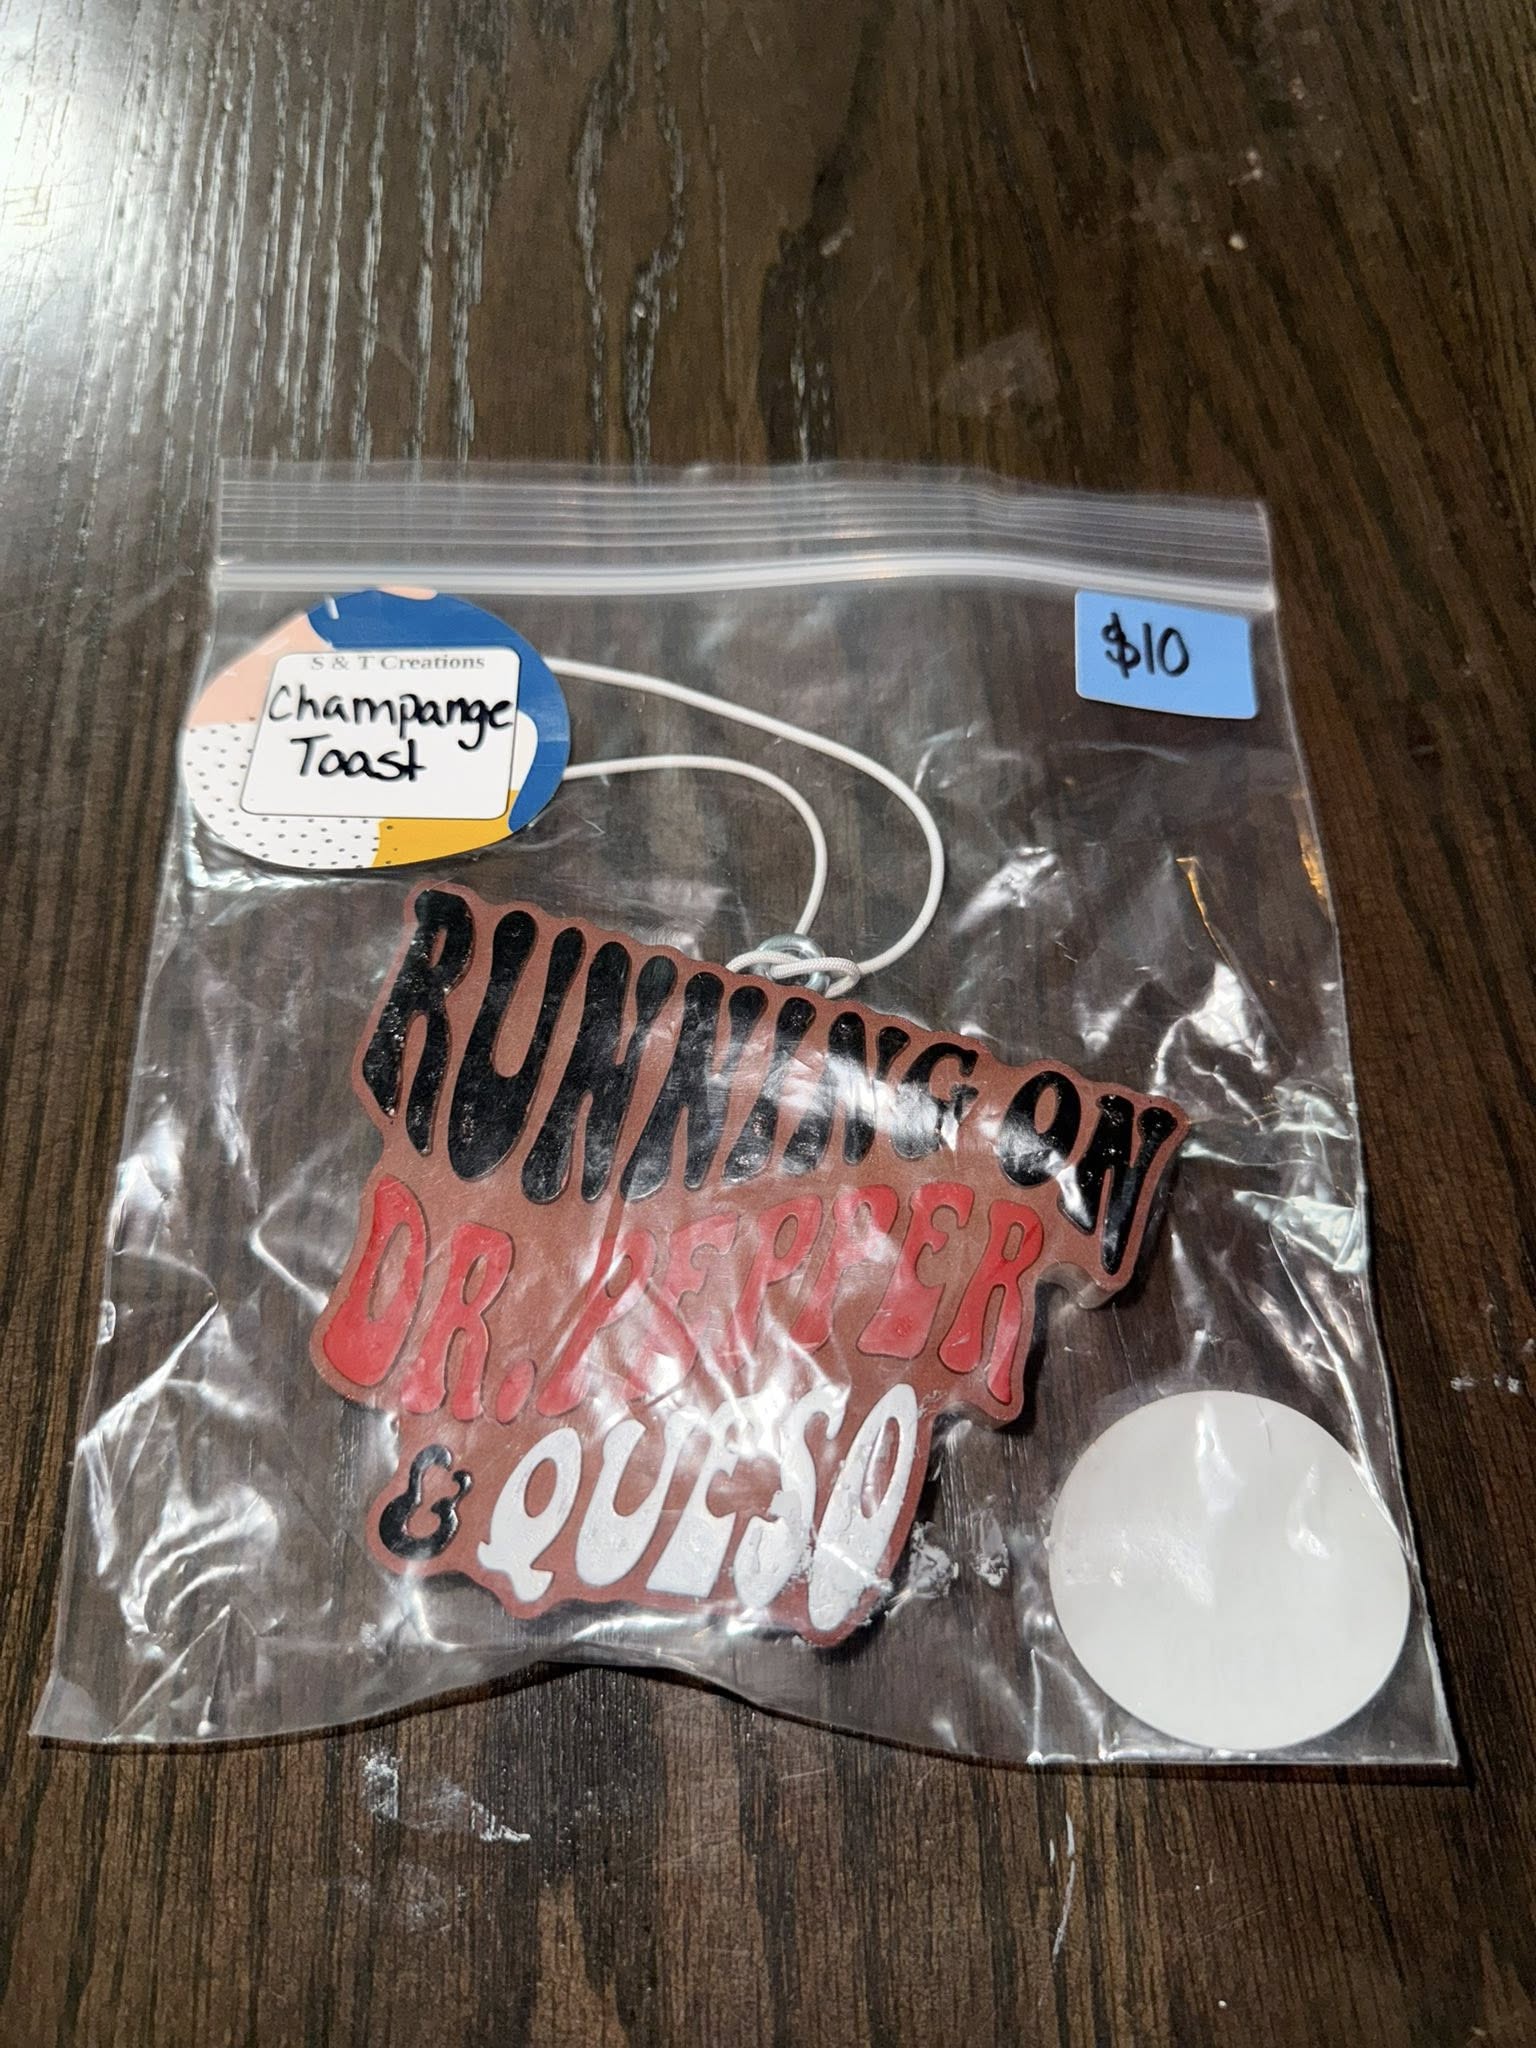 S & T Creations
Champange
Toast
$10
RUNNING ON
DR. PEPPER
& QUESO